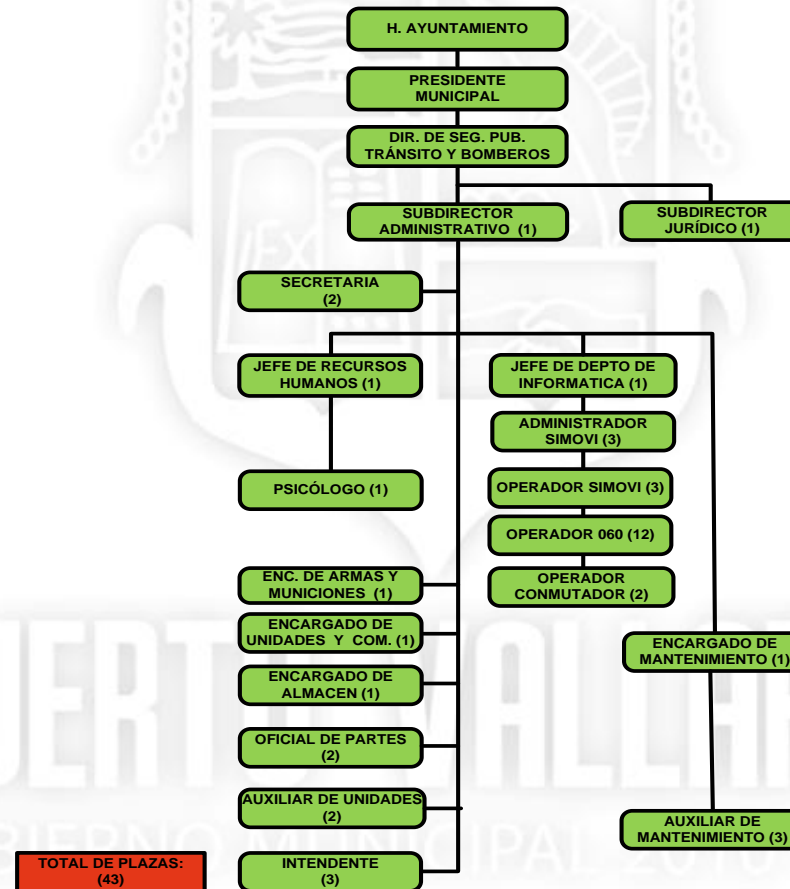 H. AYUNTAMIENTO
PRESIDENTE
MUNICIPAL
DIR. DE SEG. PUB.
TRÁNSITO Y BOMBEROS
SUBDIRECTOR
ADMINISTRATIVO (1)
SUBDIRECTOR
JURÍDICO (1)
SECRETARIA
(2)
JEFE DE RECURSOS
HUMANOS (1)
JEFE DE DEPTO DE
INFORMATICA (1)
ADMINISTRADOR
SIMOVI (3)
PSICÓLOGO (1)
OPERADOR SIMOVI (3)
OPERADOR 060 (12)
ENC. DE ARMAS Y
MUNICIONES (1)
OPERADOR
CONMUTADOR (2)
ENCARGADO DE
UNIDADES Y COM. (1)
ENCARGADO DE
MANTENIMIENTO (1)
ENCARGADO DE
ALMACEN (1)
OFICIAL DE PARTES
(2)
AUXILIAR DE UNIDADES
(2)
AUXILIAR DE
MANTENIMIENTO (3)
TOTAL DE PLAZAS:
(43)
INTENDENTE
(3)